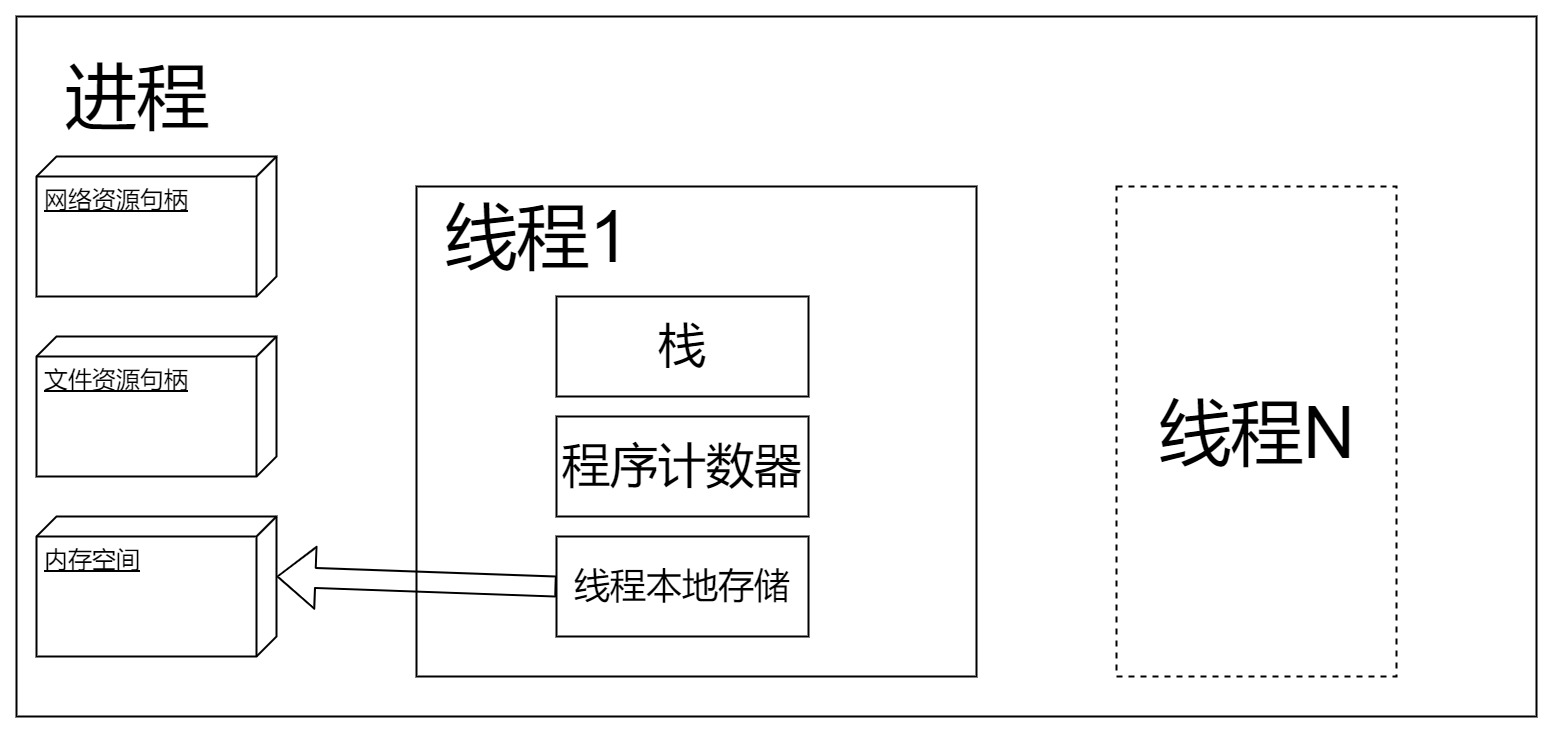 进程
网络资源句柄
文件资源句柄
内存空间
线程1
栈
程序计数器
线程本地存储
线程N